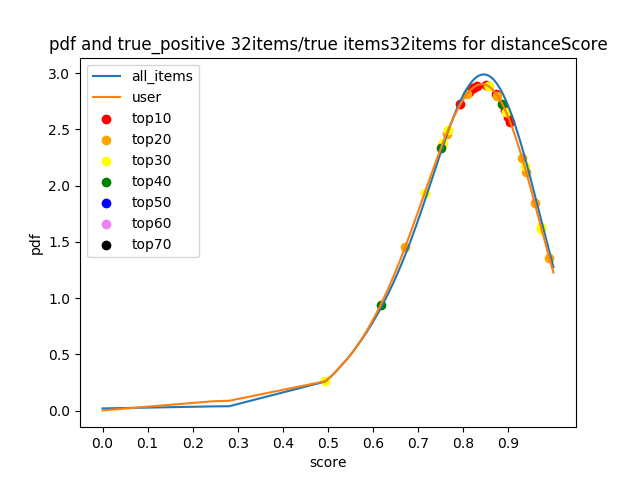 pdf and true_positive 32items/true items32items for distanceScore
all_items
user
top10
top20
top30
top40
top50
top60
top70
3.0
2.5
2.0
1.5
1.0
0.5
0.0
pdf
0.0 0.1 0.2 0.3 0.4 0.5 0.6 0.7 0.8 0.9
score